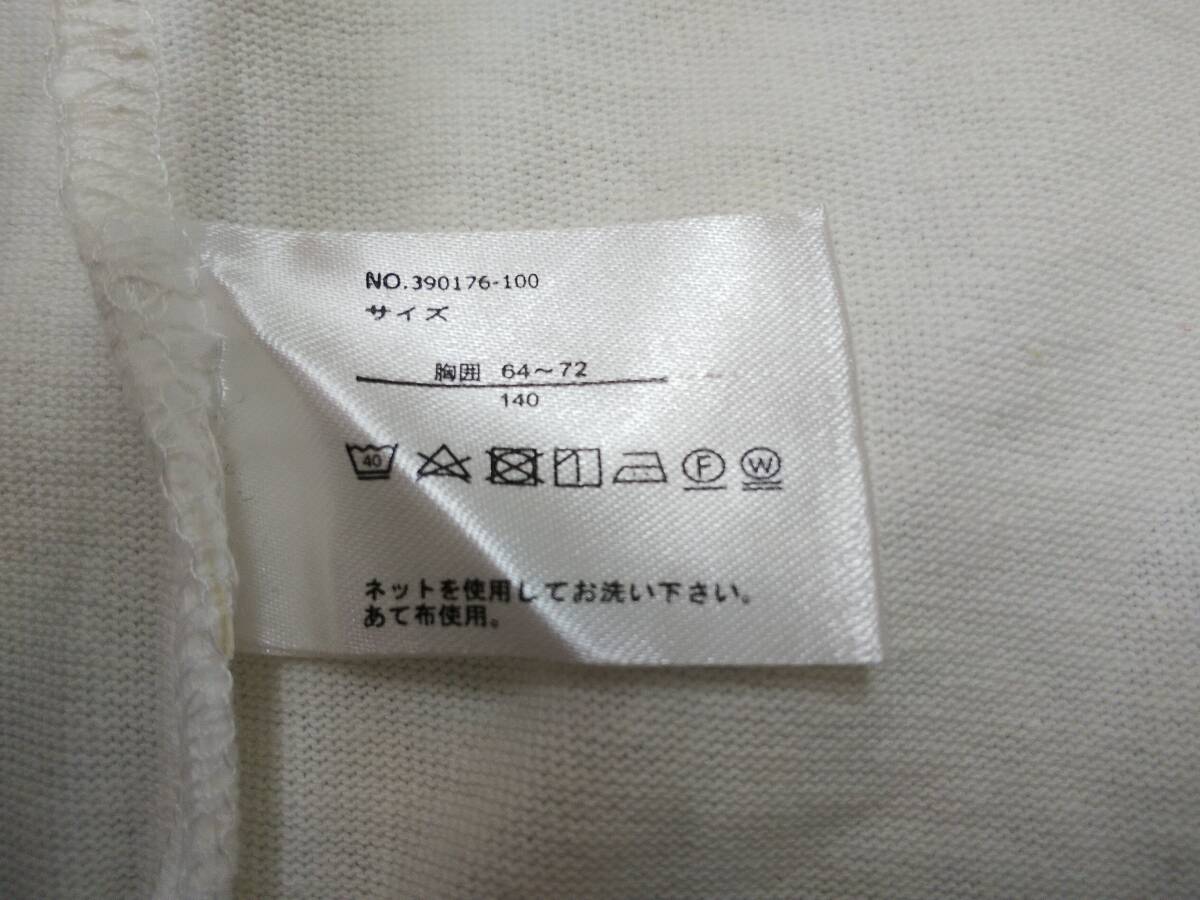 NO.390176-100
サイズ
胸囲 64～72
140
40 F W
ネットを使用してお洗い下さい。
あて布使用。